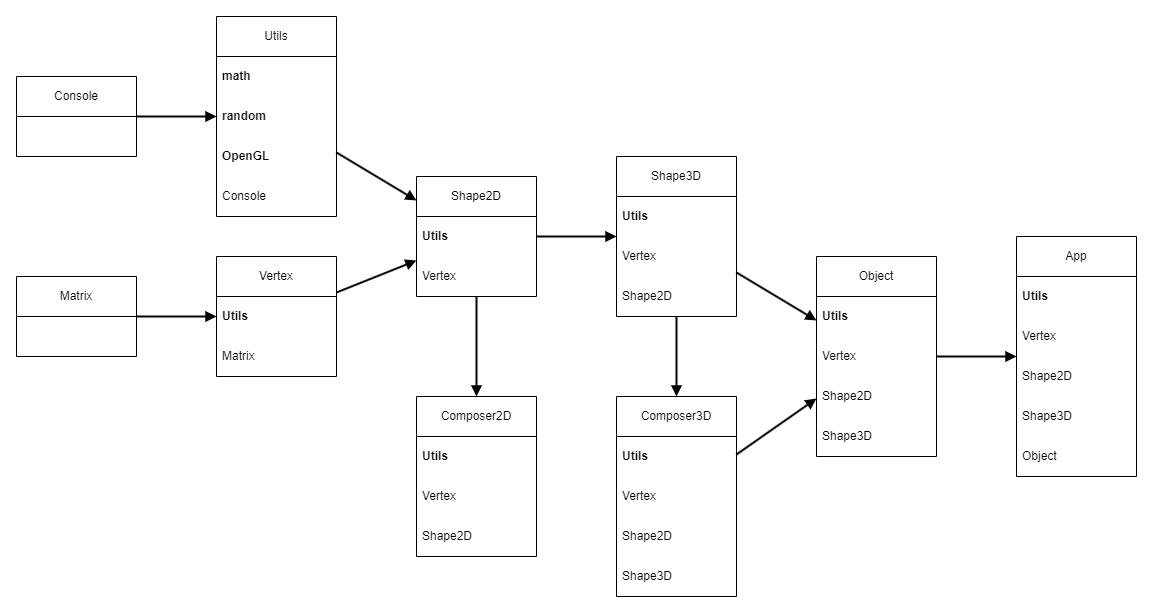 Utils
math
random
OpenGL
Console
Console
Matrix
Vertex
Utils
Matrix
Shape2D
Utils
Vertex
Composer2D
Utils
Vertex
Shape2D
Shape3D
Utils
Vertex
Shape2D
Composer3D
Utils
Vertex
Shape2D
Shape3D
Object
Utils
Vertex
Shape2D
Shape3D
App
Utils
Vertex
Shape2D
Shape3D
Object